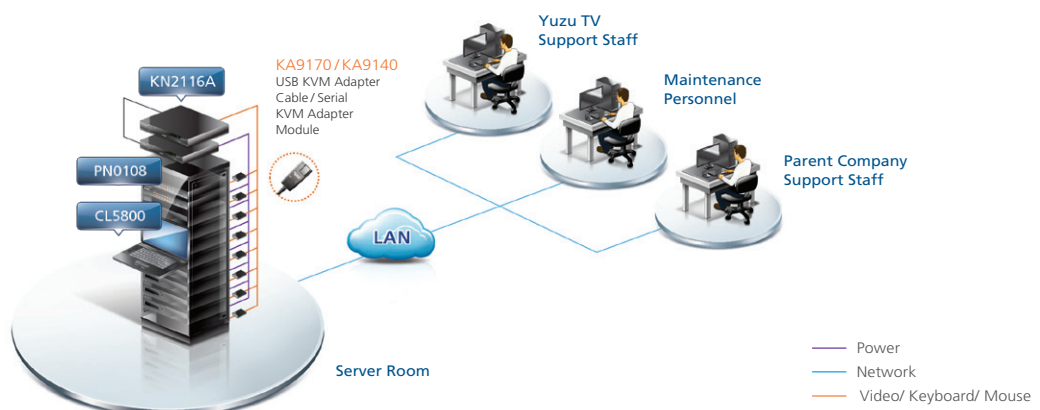 Yuzu TV
Support Staff
KN2116A
KA9170/KA9140
USB KVM Adapter
Cable/Serial
KVM Adapter
Module
Maintenance
Personnel
PN0108
Parent Company
Support Staff
CL5800
LAN
Server Room
Power
Network
Video/ Keyboard/ Mouse